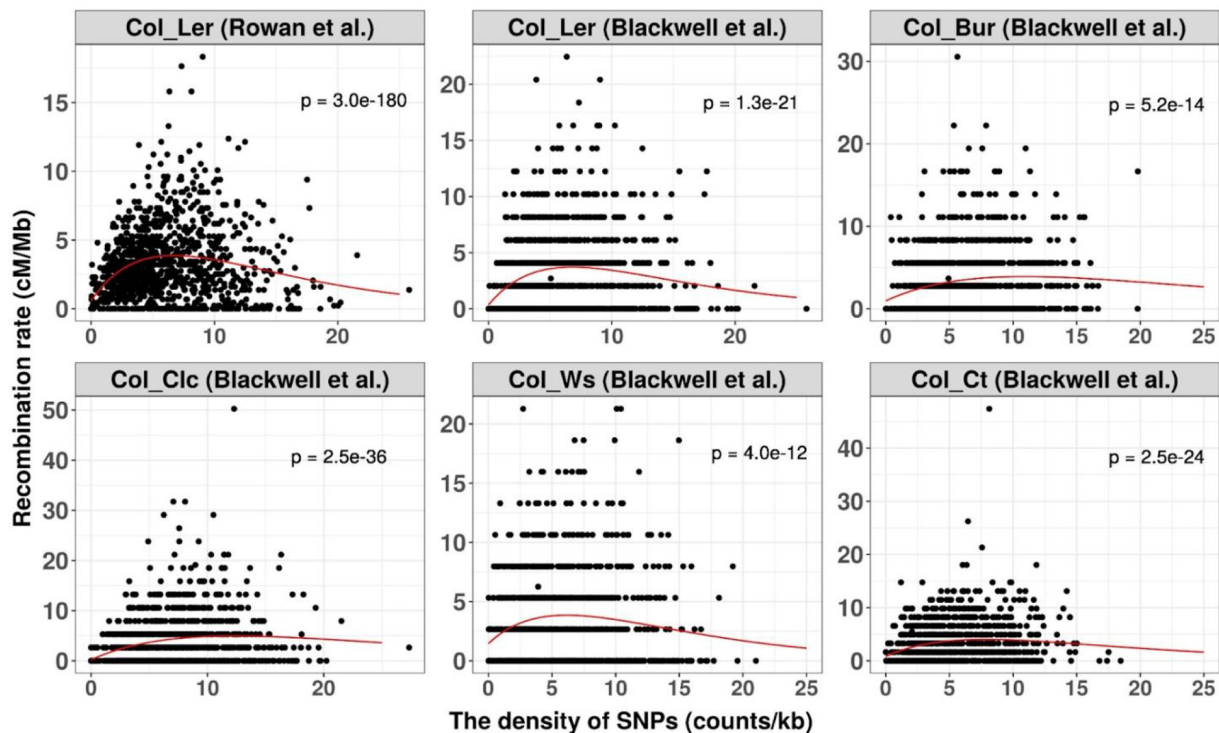 Col_Ler (Rowan et al.)
p = 3.0e-180
15
10
5
0
0 10 20
Col_Ler (Blackwell et al.)
p = 1.3e-21
20
15
10
5
0
0 5 10 15 20 25
Col_Bur (Blackwell et al.)
p = 5.2e-14
30
20
10
0
0 5 10 15 20 25
Recombination rate (cM/Mb)
Col_Clc (Blackwell et al.)
p = 2.5e-36
50
40
30
20
10
0
0 10 20
Col_Ws (Blackwell et al.)
p = 4.0e-12
20
15
10
5
0
0 5 10 15 20 25
Col_Ct (Blackwell et al.)
p = 2.5e-24
40
20
0
0 5 10 15 20 25
The density of SNPs (counts/kb)